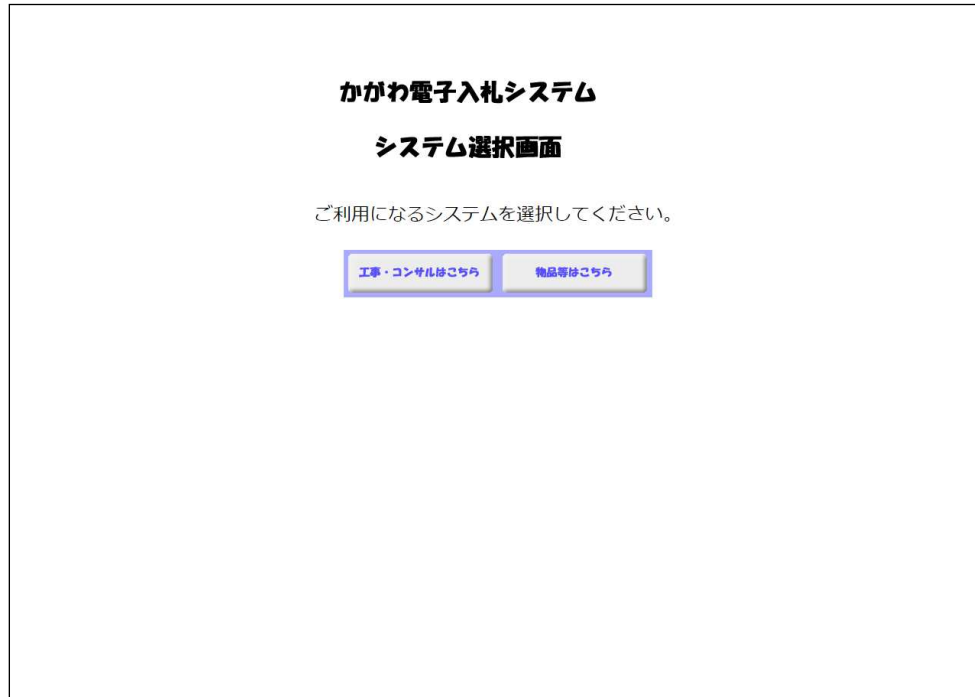 かがわ電子入札システム
システム選択画面
ご利用になるシステムを選択してください。
工事・コンサルはこちら
物品等はこちら